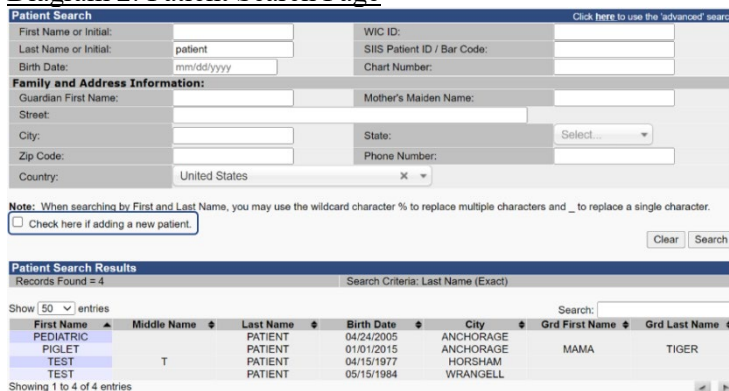 Patient Search Click here to use the 'advanced' searc
First Name or Initial: WIC ID:
Last Name or Initial: patient SIIS Patient ID / Bar Code:
Birth Date: mm/dd/yyyy Chart Number:
Family and Address Information:
Guardian First Name: Mother's Maiden Name:
Street:
City: State: Select...
Zip Code: Phone Number:
Country: United States ×
Note: When searching by First and Last Name, you may use the wildcard character % to replace multiple characters and _ to replace a single character.
Check here if adding a new patient.
Clear Search
Patient Search Results
Records Found = 4 Search Criteria: Last Name (Exact)
Show 50 entries Search:
First Name Middle Name Last Name Birth Date City Grd First Name Grd Last Name
PEDIATRIC PATIENT 04/24/2005 ANCHORAGE
PIGLET PATIENT 01/01/2015 ANCHORAGE MAMA TIGER
TEST T PATIENT 04/15/1977 HORSHAM
TEST PATIENT 05/15/1984 WRANGELL
Showing 1 to 4 of 4 entries